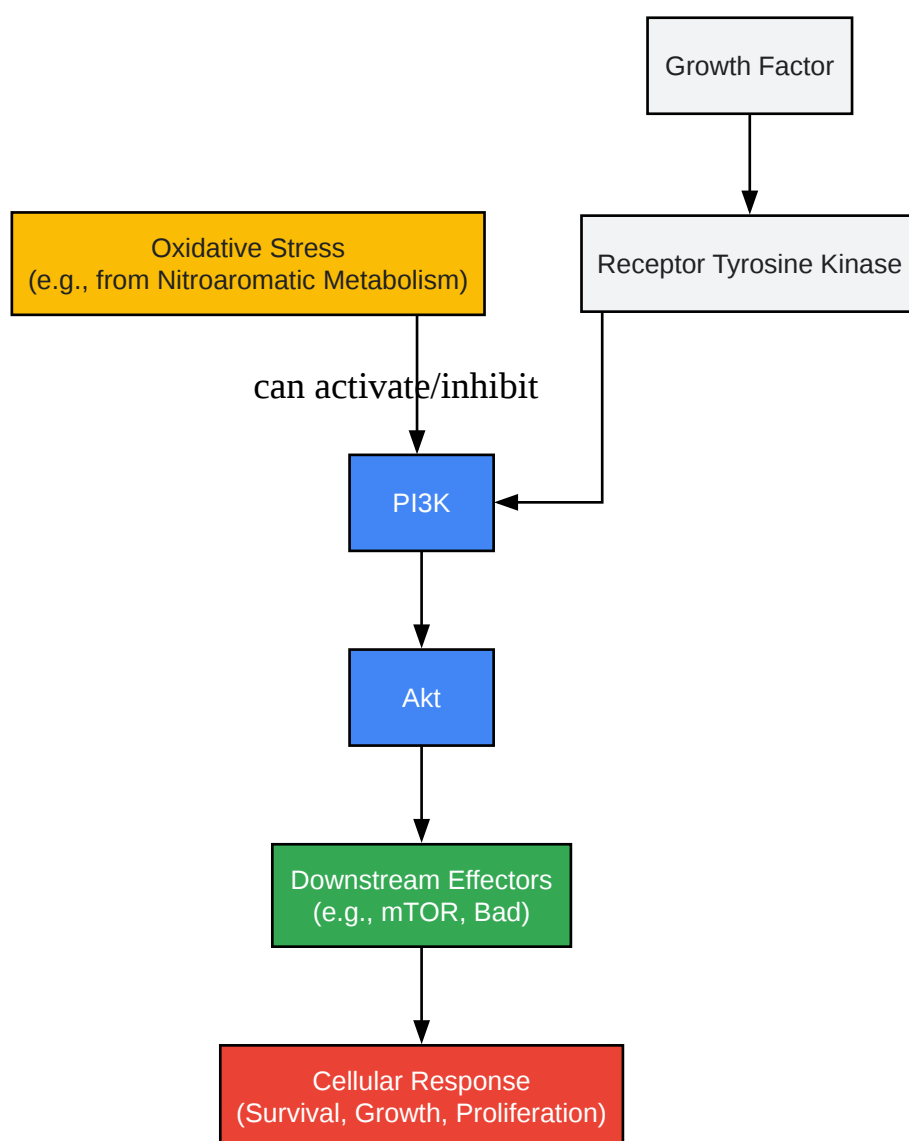 Growth Factor
Oxidative Stress
(e.g., from Nitroaromatic Metabolism)
Receptor Tyrosine Kinase
can activate/inhibit
PI3K
Akt
Downstream Effectors
(e.g., mTOR, Bad)
Cellular Response
(Survival, Growth, Proliferation)